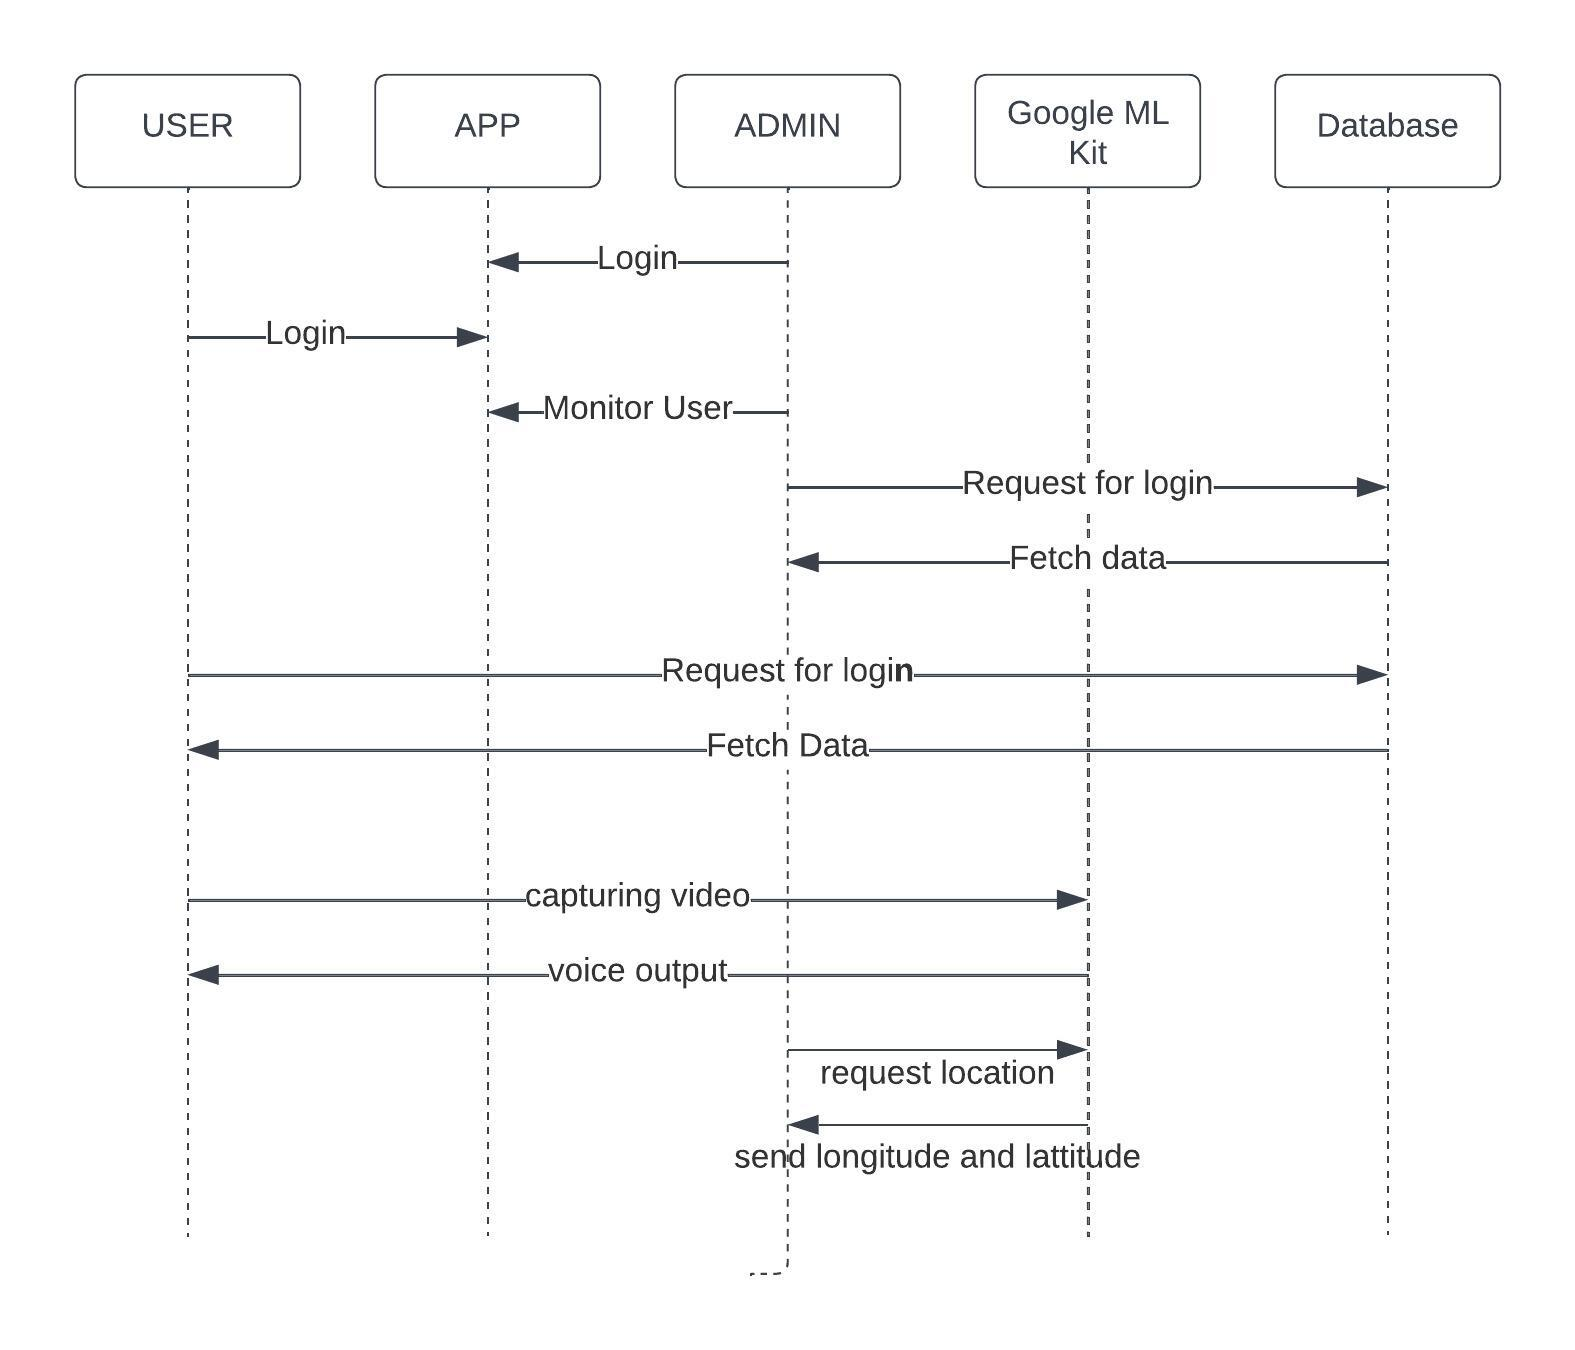 USER
APP
ADMIN
Google ML
Kit
Database
Login
Login
Monitor User
Request for login
Fetch data
Request for login
Fetch Data
capturing video
voice output
request location
send longitude and lattitude